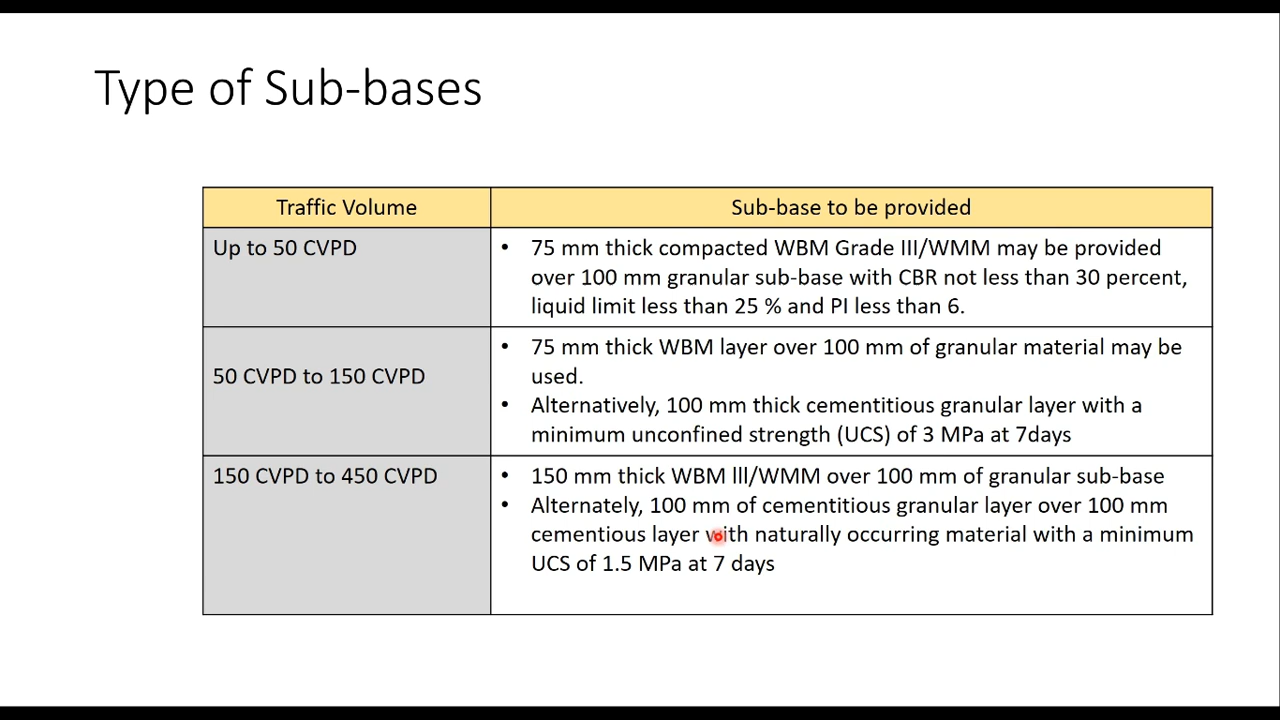 Type of Sub-bases
Traffic Volume
Sub-base to be provided
Up to 50 CVPD
• 75 mm thick compacted WBM Grade III/WMM may be provided
over 100 mm granular sub-base with CBR not less than 30 percent,
liquid limit less than 25 % and PI less than 6.
50 CVPD to 150 CVPD
• 75 mm thick WBM layer over 100 mm of granular material may be
used.
• Alternatively, 100 mm thick cementitious granular layer with a
minimum unconfined strength (UCS) of 3 MPa at 7days
150 CVPD to 450 CVPD
• 150 mm thick WBM lll/WMM over 100 mm of granular sub-base
• Alternately, 100 mm of cementitious granular layer over 100 mm
cementious layer with naturally occurring material with a minimum
UCS of 1.5 MPa at 7 days